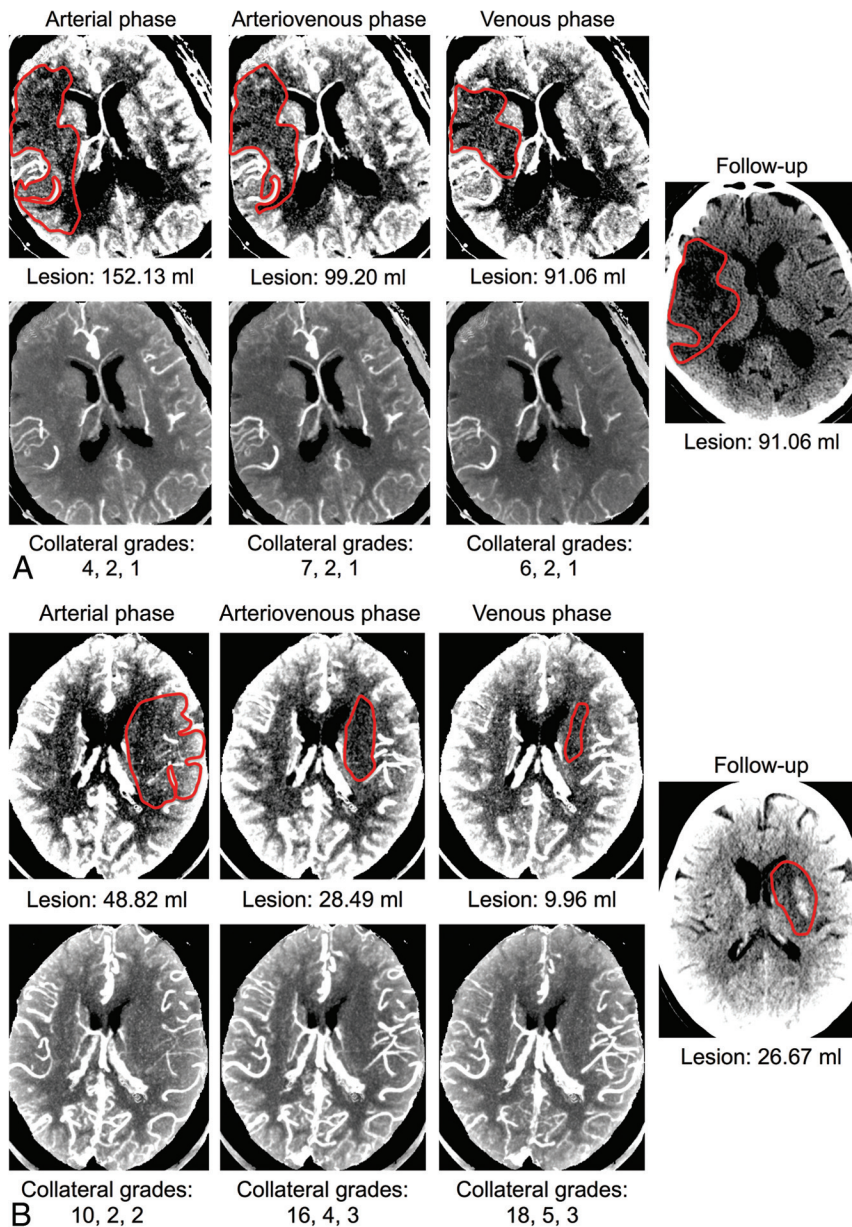 Arterial phase
Arteriovenous phase
Venous phase
Lesion: 152.13 ml
Lesion: 99.20 ml
Lesion: 91.06 ml
Follow-up
Lesion: 91.06 ml
Collateral grades:
4, 2, 1
Collateral grades:
7, 2, 1
Collateral grades:
6, 2, 1
A
Arterial phase
Arteriovenous phase
Venous phase
Lesion: 48.82 ml
Lesion: 28.49 ml
Lesion: 9.96 ml
Follow-up
Lesion: 26.67 ml
Collateral grades:
10, 2, 2
Collateral grades:
16, 4, 3
Collateral grades:
18, 5, 3
B